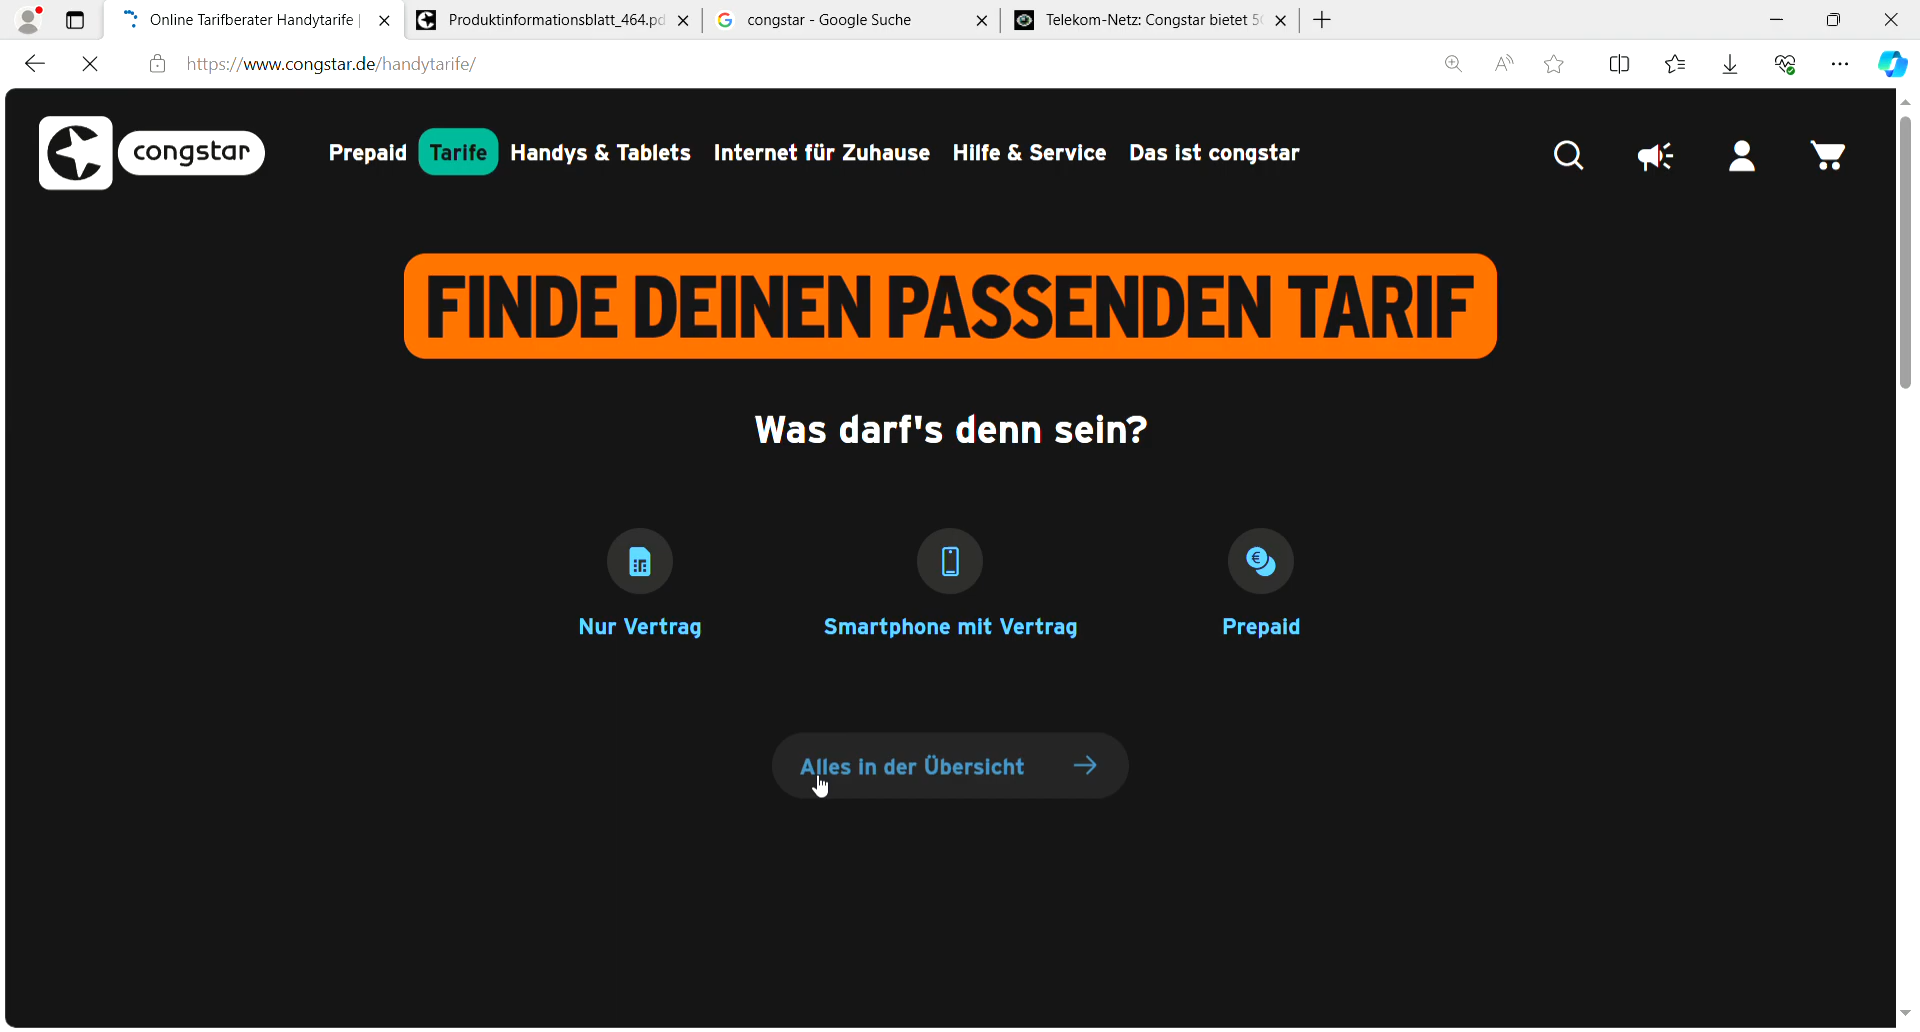 Online Tarifberater Handytarife |
Produktinformationsblatt_464.pd
congstar - Google Suche
Telekom-Netz: Congstar bietet 5
https://www.congstar.de/handytarife/
congstar
Prepaid Tarife Handys & Tablets Internet für Zuhause Hilfe & Service Das ist congstar
FINDE DEINEN PASSENDEN TARIF
Was darf's denn sein?
Nur Vertrag
Smartphone mit Vertrag
Prepaid
Alles in der Übersicht